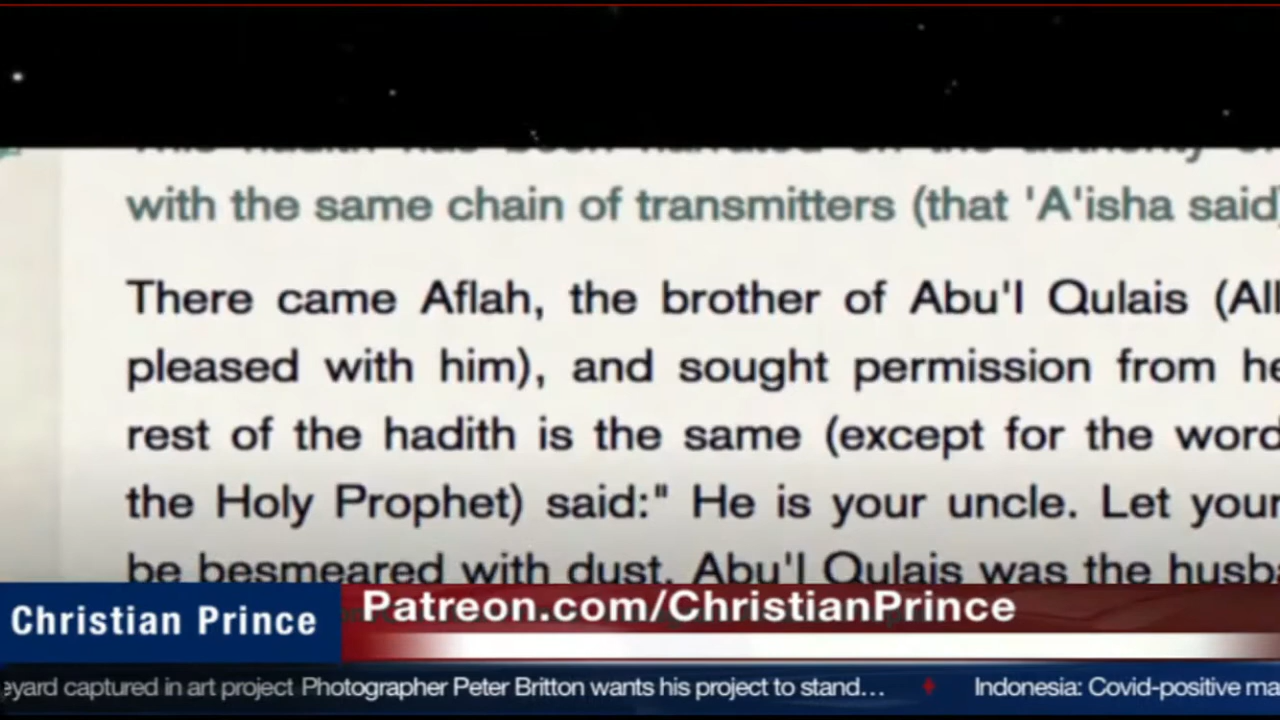 with the same chain of transmitters (that 'A'isha said
There came Aflah, the brother of Abu'l Qulais (All
pleased with him), and sought permission from he
rest of the hadith is the same (except for the word
the Holy Prophet) said:" He is your uncle. Let your
be besmeared with dust. Abu'l Qulais was the husba
Christian Prince
Patreon.com/ChristianPrince
eyard captured in art project Photographer Peter Britton wants his project to stand... Indonesia: Covid-positive ma